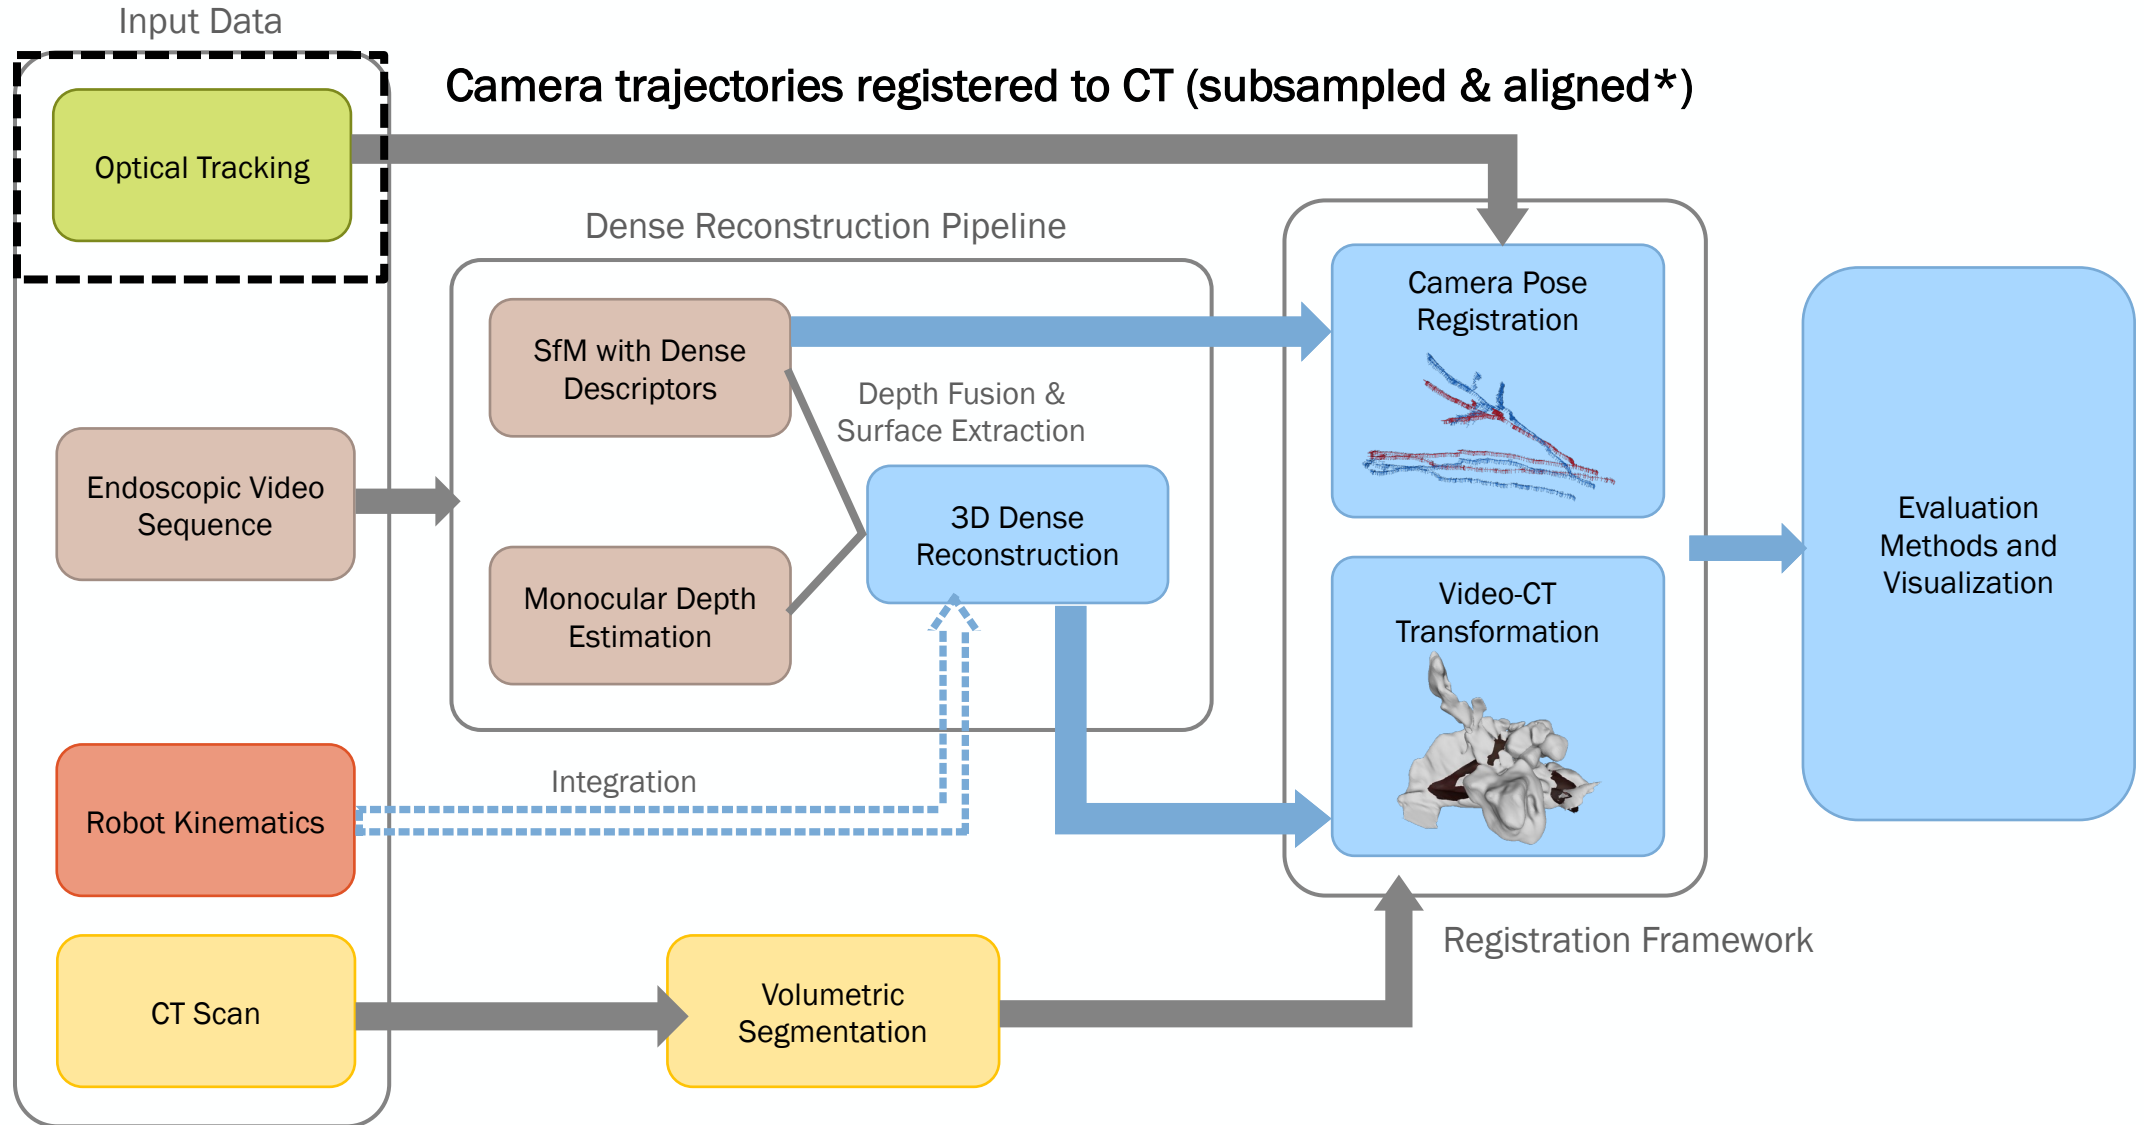 Input Data
Camera trajectories registered to CT (subsampled & aligned*)
Optical Tracking
Dense Reconstruction Pipeline
SfM with Dense
Descriptors
Depth Fusion &
Surface Extraction
Camera Pose
Registration
Endoscopic Video
Sequence
3D Dense
Reconstruction
Evaluation
Methods and
Visualization
Monocular Depth
Estimation
Video-CT
Transformation
Integration
Robot Kinematics
Registration Framework
CT Scan
Volumetric
Segmentation